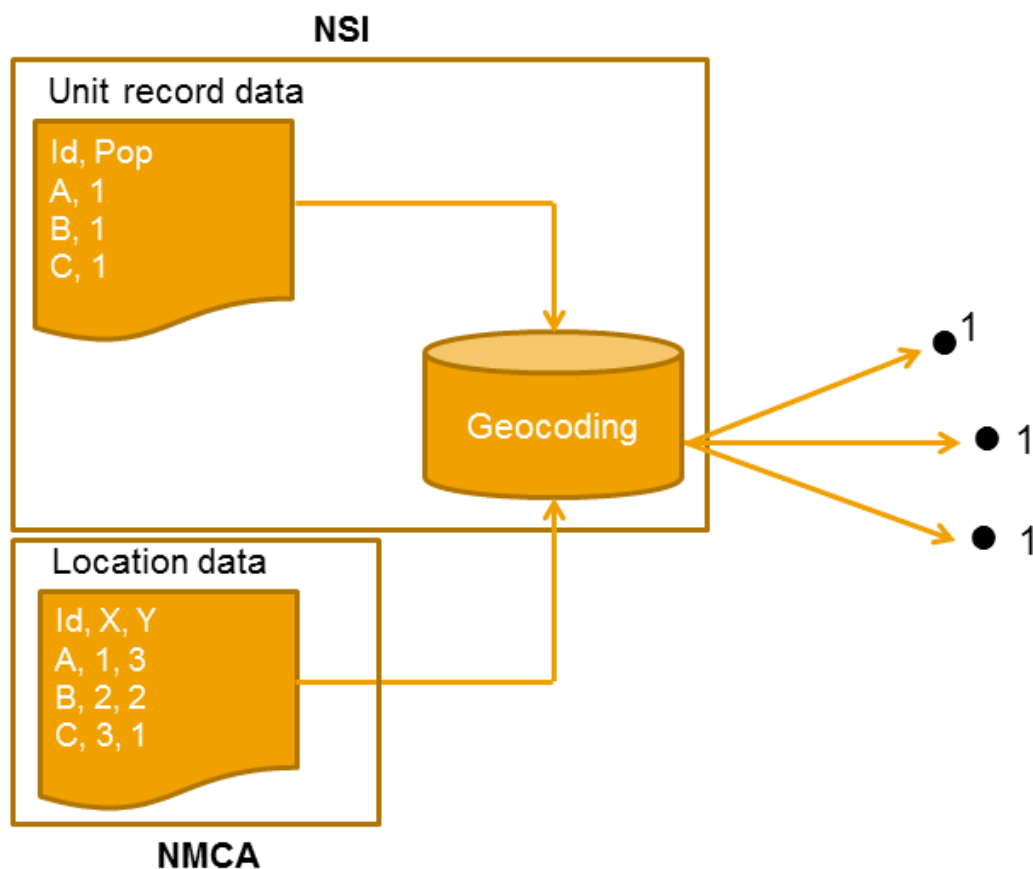 NSI
Unit record data
Id, Pop
A, 1
B, 1
C, 1
Geocoding
1
1
1
Location data
Id, X, Y
A, 1, 3
B, 2, 2
C, 3, 1
NMCA